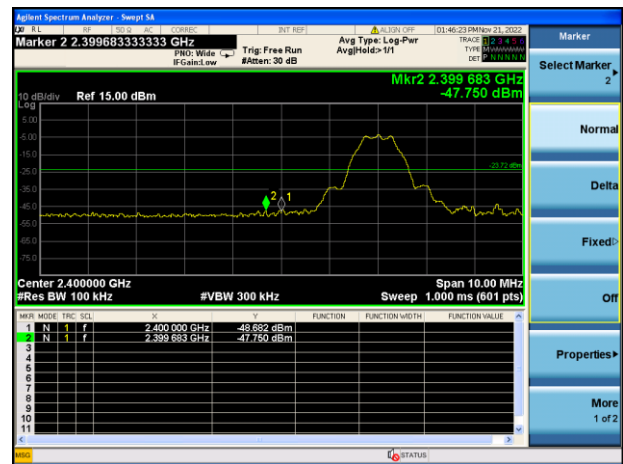 Agilent Spectrum Analyzer - Swept SA
RL RF 50 Ω AC CORREC INT REF ALIGN OFF 01:46:23 PM Nov 21, 2022
Marker 2 2.399683333333 GHz
PNO: Wide
IFGain:Low
Trig: Free Run
#Atten: 30 dB
Avg Type: Log-Pwr
Avg|Hold:>1/1
TRACE 1 2 3 4 5 6
TYPE M
DET P N N N N N
Mkr2 2.399 683 GHz
-47.750 dBm
10 dB/div Ref 15.00 dBm
Log
5.00
-5.00
-15.0
-25.0
-35.0
-45.0
-55.0
-65.0
-75.0
-23.72 dBm
2 1
Center 2.400000 GHz Span 10.00 MHz
#Res BW 100 kHz #VBW 300 kHz Sweep 1.000 ms (601 pts)
MKR MODE TRC SCL X Y FUNCTION FUNCTION WIDTH FUNCTION VALUE
1 N 1 f 2.400 000 GHz -48.682 dBm
2 N 1 f 2.399 683 GHz -47.750 dBm
3
4
5
6
7
8
9
10
11
MSG STATUS
Marker
Select Marker
2
Normal
Delta
Fixed
Off
Properties
More
1 of 2